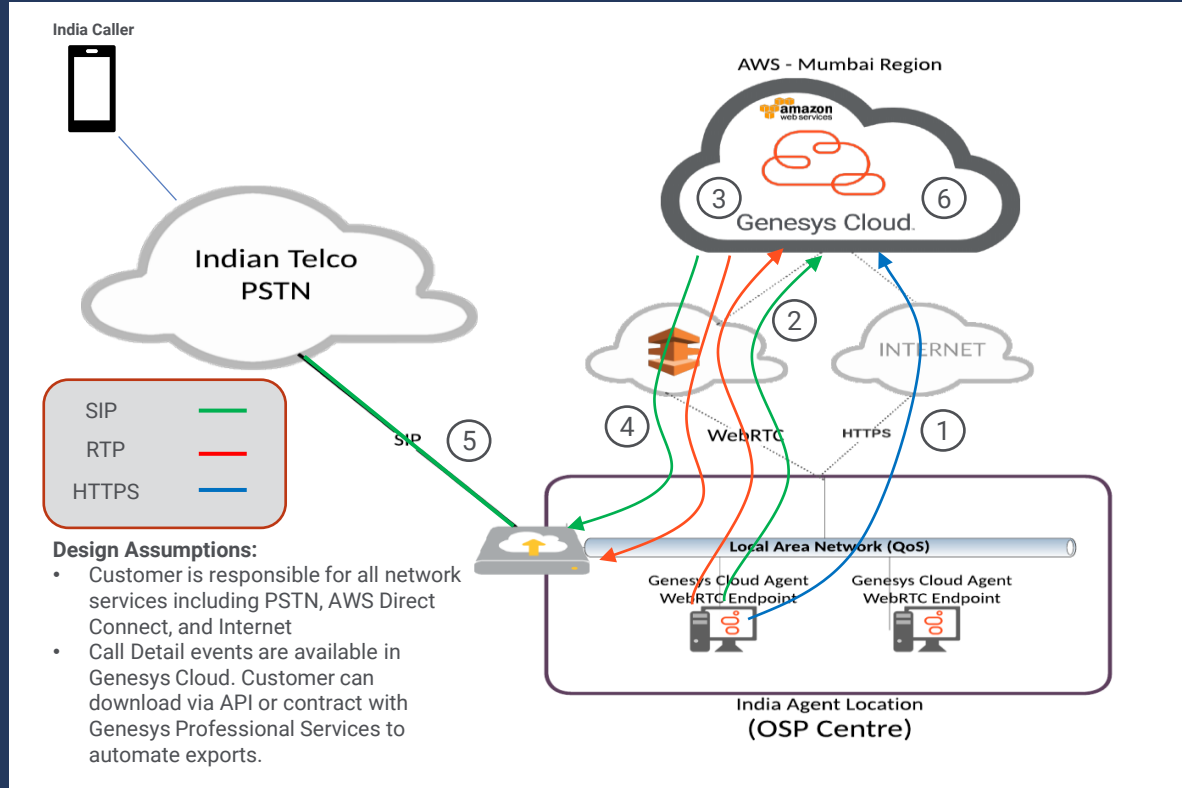 India Caller
AWS - Mumbai Region
amazon
web services
3
6
Genesys Cloud.
Indian Telco
PSTN
2
INTERNET
SIP
RTP
HTTPS
SIP
5
4
WebRTC
HTTPS
1
Design Assumptions:
• Customer is responsible for all network
services including PSTN, AWS Direct
Connect, and Internet
• Call Detail events are available in
Genesys Cloud. Customer can
download via API or contract with
Genesys Professional Services to
automate exports.
Local Area Network (QoS)
Genesys Cloud Agent
WebRTC Endpoint
Genesys Cloud Agent
WebRTC Endpoint
India Agent Location
(OSP Centre)